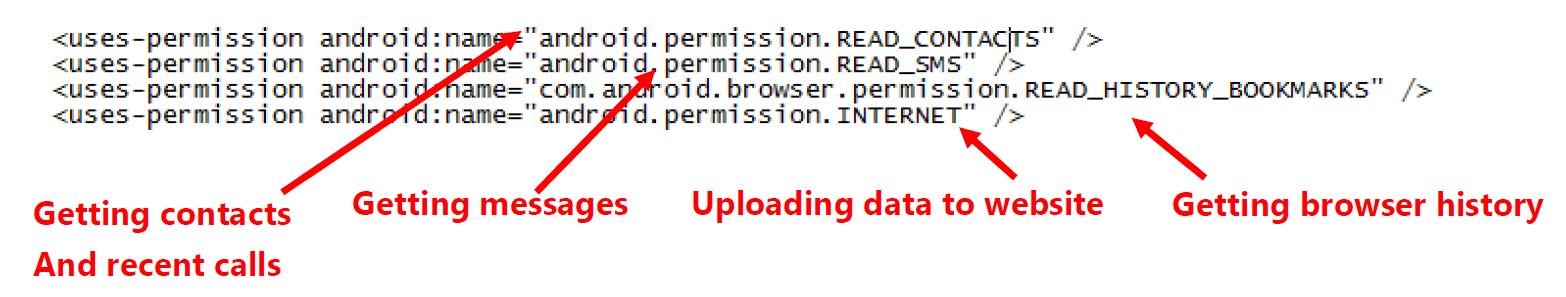 <uses-permission android:name="android.permission.READ_CONTACTS" />
<uses-permission android:name="android.permission.READ_SMS" />
<uses-permission android:name="com.android.browser.permission.READ_HISTORY_BOOKMARKS" />
<uses-permission android:name="android.permission.INTERNET" />
Getting contacts
And recent calls
Getting messages
Uploading data to website
Getting browser history